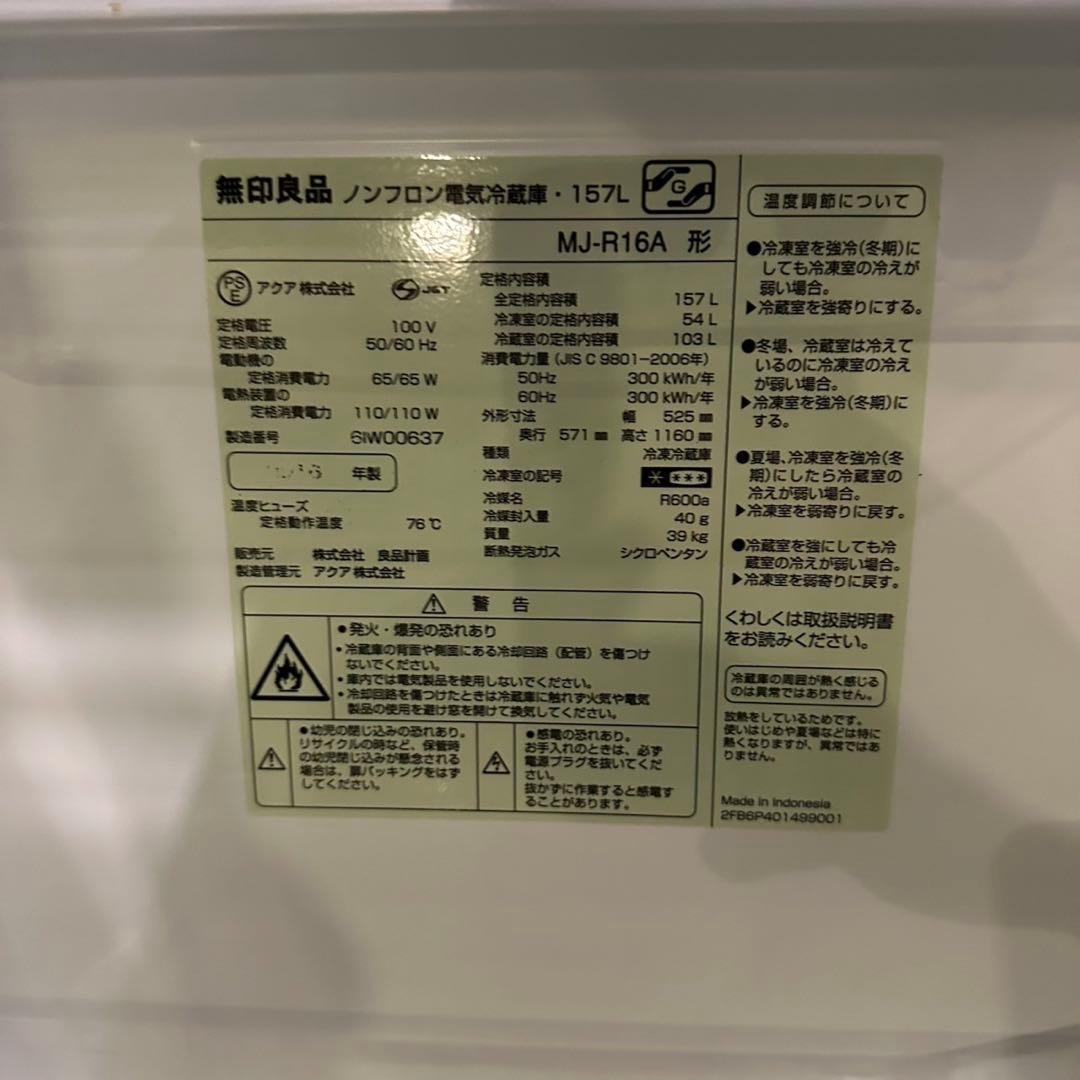 無印良品 ノンフロン電気冷蔵庫・157L G
MJ-R16A 形
PSE アクア株式会社 JET
定格電圧 100 V
定格周波数 50/60 Hz
電動機の
定格消費電力 65/65 W
電熱装置の
定格消費電力 110/110 W
製造番号 6IW00637
年製
温度ヒューズ
定格動作温度 76 ℃
販売元 株式会社 良品計画
製造管理元 アクア株式会社
定格内容積
全定格内容積 157 L
冷凍室の定格内容積 54 L
冷蔵室の定格内容積 103 L
消費電力量(JIS C 9801-2006年)
50Hz 300 kWh/年
60Hz 300 kWh/年
外形寸法 幅 525 ㎜
奥行 571 ㎜ 高さ 1160 ㎜
種類 冷凍冷蔵庫
冷凍室の記号 * ***
冷媒名 R600a
冷媒封入量 40 g
質量 39 kg
断熱発泡ガス シクロペンタン
⚠ 警告
●発火・爆発の恐れあり
・冷蔵庫の背面や側面にある冷却回路(配管)を傷つけ
ないでください。
・庫内では電気製品を使用しないでください。
・冷却回路を傷つけたときは冷蔵庫に触れず火気や電気
製品の使用を避け窓を開けて換気してください。
●幼児の閉じ込みの恐れあり。
リサイクルの時など、保管時
の幼児閉じ込みが懸念される
場合は、扉パッキングをはず
してください。
●感電の恐れあり。
お手入れのときは、必ず
電源プラグを抜いてくだ
さい。
抜かずに作業すると感電す
ることがあります。
温度調節について
●冷凍室を強冷(冬期)に
しても冷凍室の冷えが
弱い場合。
▶冷蔵室を強寄りにする。
●冬場、冷蔵室は冷えて
いるのに冷凍室の冷え
が弱い場合。
▶冷凍室を強冷(冬期)に
する。
●夏場、冷凍室を強冷(冬
期)にしたら冷蔵室の
冷えが弱い場合。
▶冷凍室を弱寄りに戻す。
●冷蔵室を強にしても冷
蔵室の冷えが弱い場合。
▶冷凍室を弱寄りに戻す。
くわしくは取扱説明書
をお読みください。
冷蔵庫の周囲が熱く感じる
のは異常ではありません。
放熱をしているためです。
使いはじめや夏場などは特に
熱くなりますが、異常ではあ
りません。
Made in Indonesia
2FB6P401499001